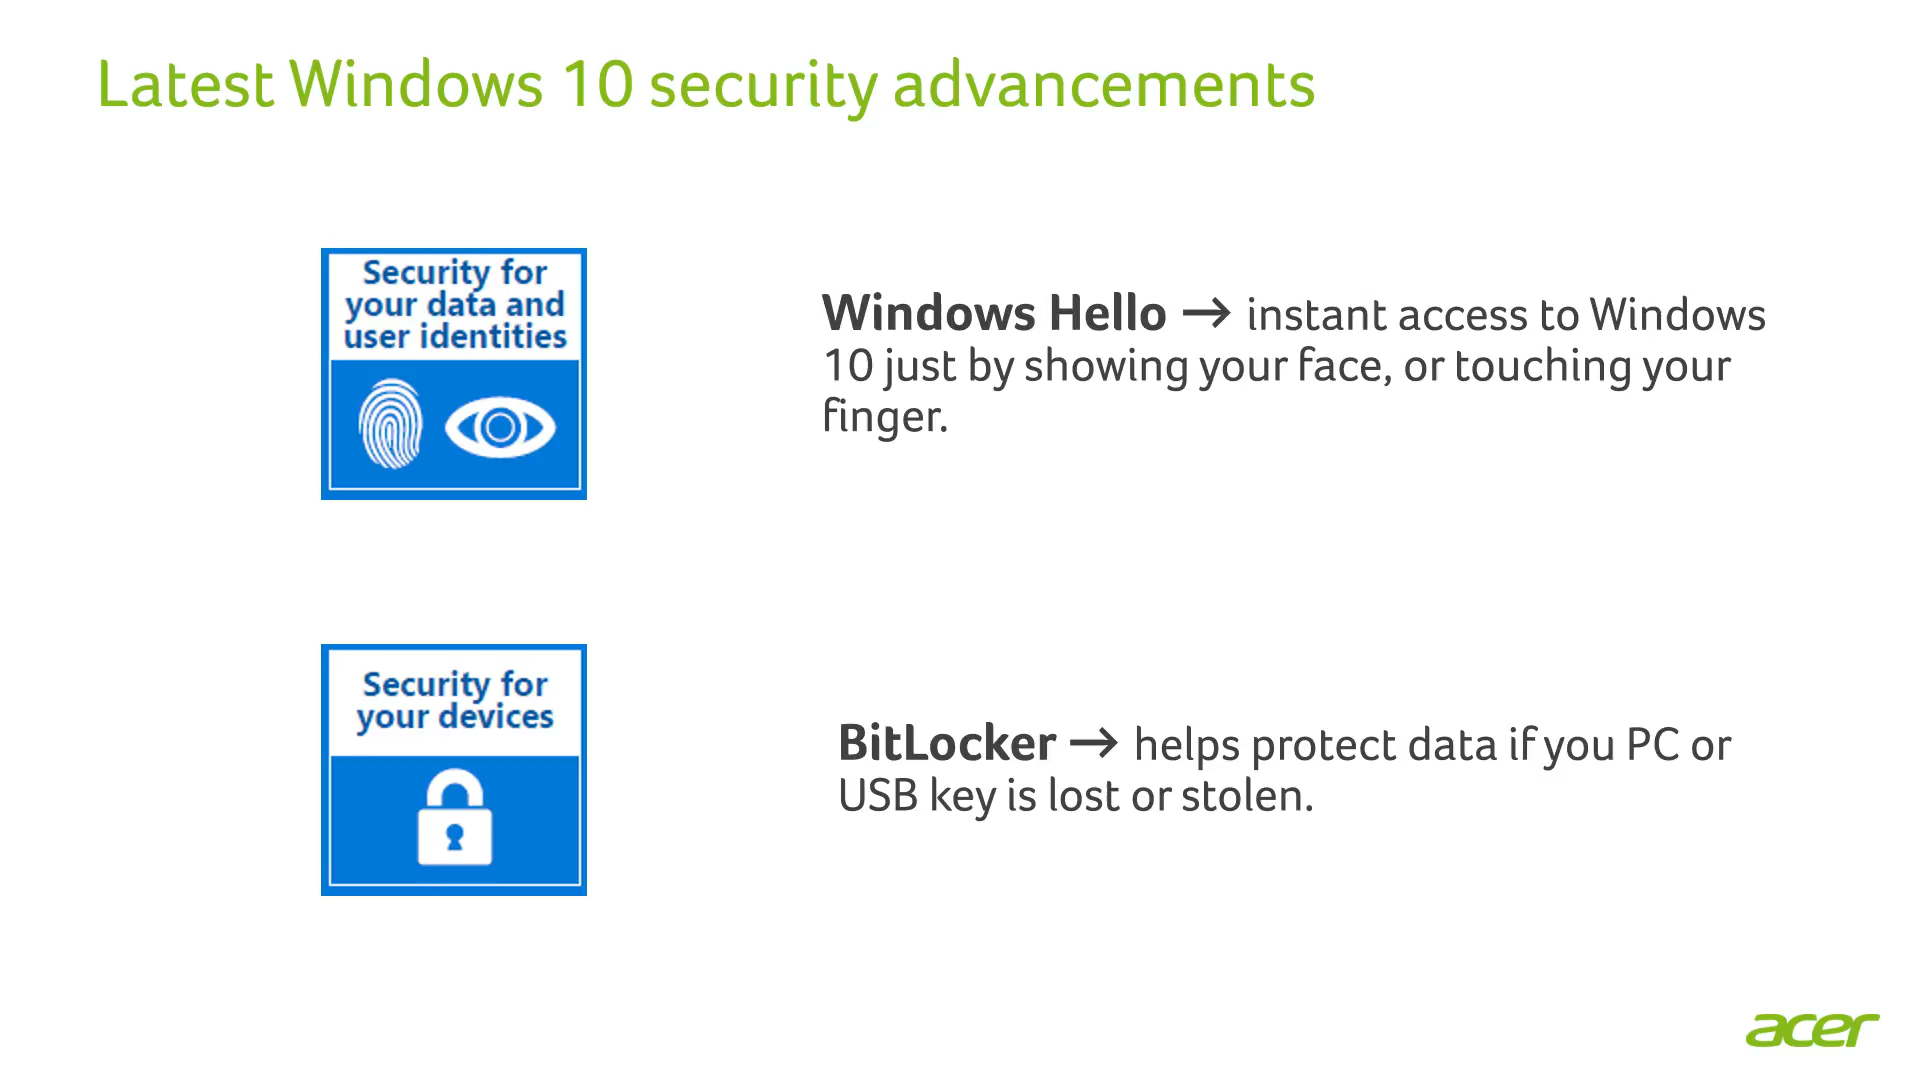 Latest Windows 10 security advancements
Security for
your data and
user identities
Windows Hello → instant access to Windows
10 just by showing your face, or touching your
finger.
Security for
your devices
BitLocker → helps protect data if you PC or
USB key is lost or stolen.
acer